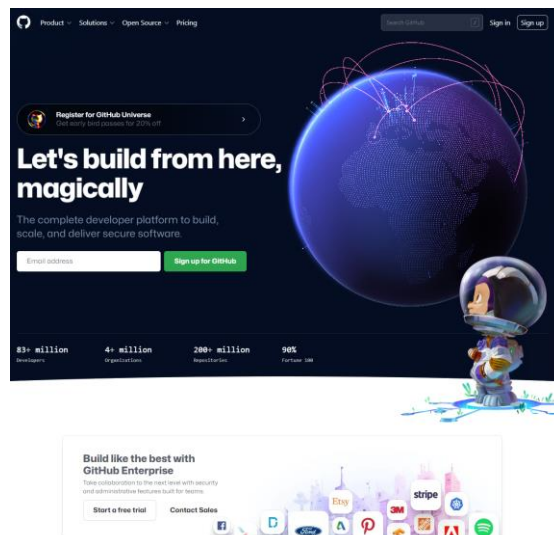 Product Solutions Open Source Pricing
Search GitHub /
Sign in Sign up
Register for GitHub Universe
Get early bird passes for 20% off
Let's build from here,
magically
The complete developer platform to build,
scale, and deliver secure software.
Email address
Sign up for GitHub
83+ million
Developers
4+ million
Organizations
200+ million
Repositories
90%
Fortune 100
Build like the best with
GitHub Enterprise
Take collaboration to the next level with security
and administrative features built for teams.
Start a free trial Contact Sales
Etsy
stripe
3M
Ford